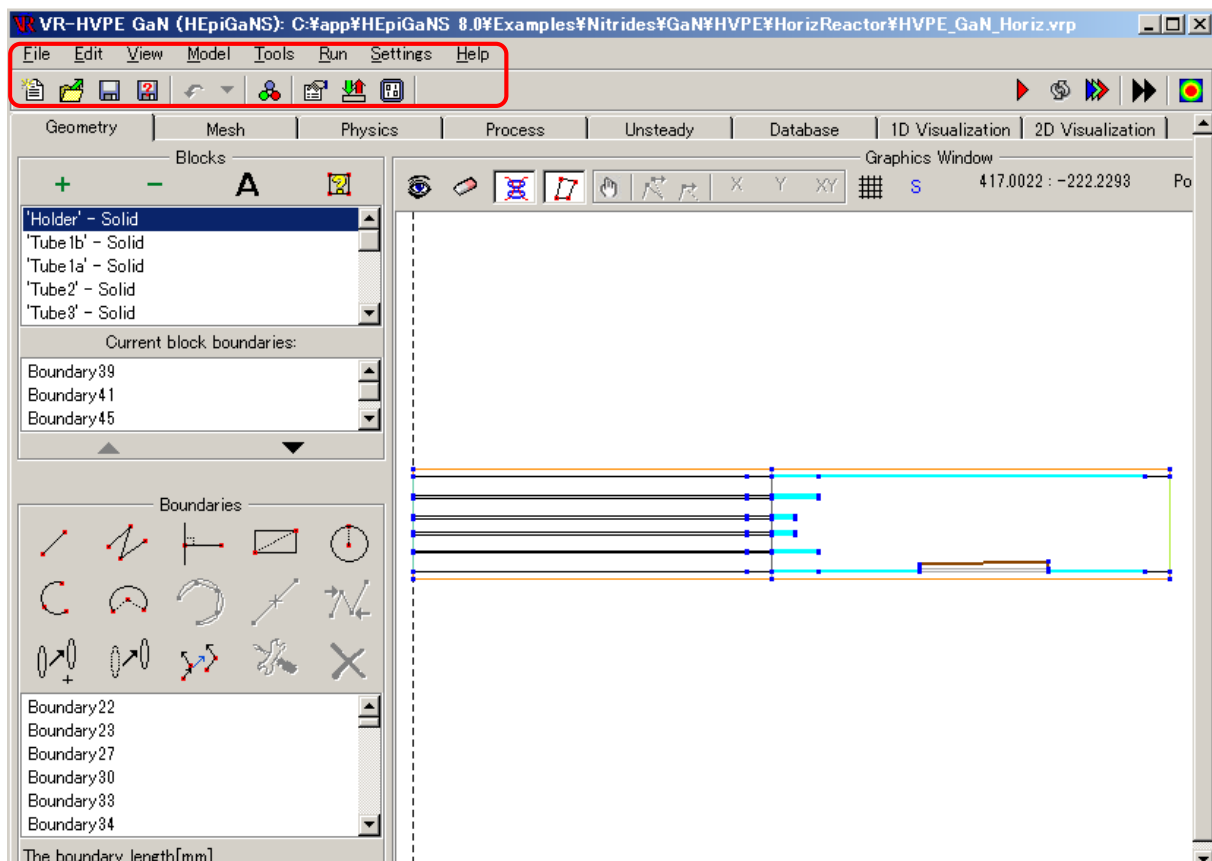 VR VR-HVPE GaN (HEpiGaNS): C:¥app¥HEpiGaNS 8.0¥Examples¥Nitrides¥GaN¥HVPE¥HorizReactor¥HVPE_GaN_Horiz.vrp
File Edit View Model Tools Run Settings Help
Geometry Mesh Physics Process Unsteady Database 1D Visualization 2D Visualization
Blocks
Graphics Window
A
X Y XY S 417.0022 : -222.2293 Po
'Holder' - Solid
'Tube1b' - Solid
'Tube1a' - Solid
'Tube2' - Solid
'Tube3' - Solid
Current block boundaries:
Boundary39
Boundary41
Boundary45
Boundaries
Boundary22
Boundary23
Boundary27
Boundary30
Boundary33
Boundary34
The boundary length[mm]